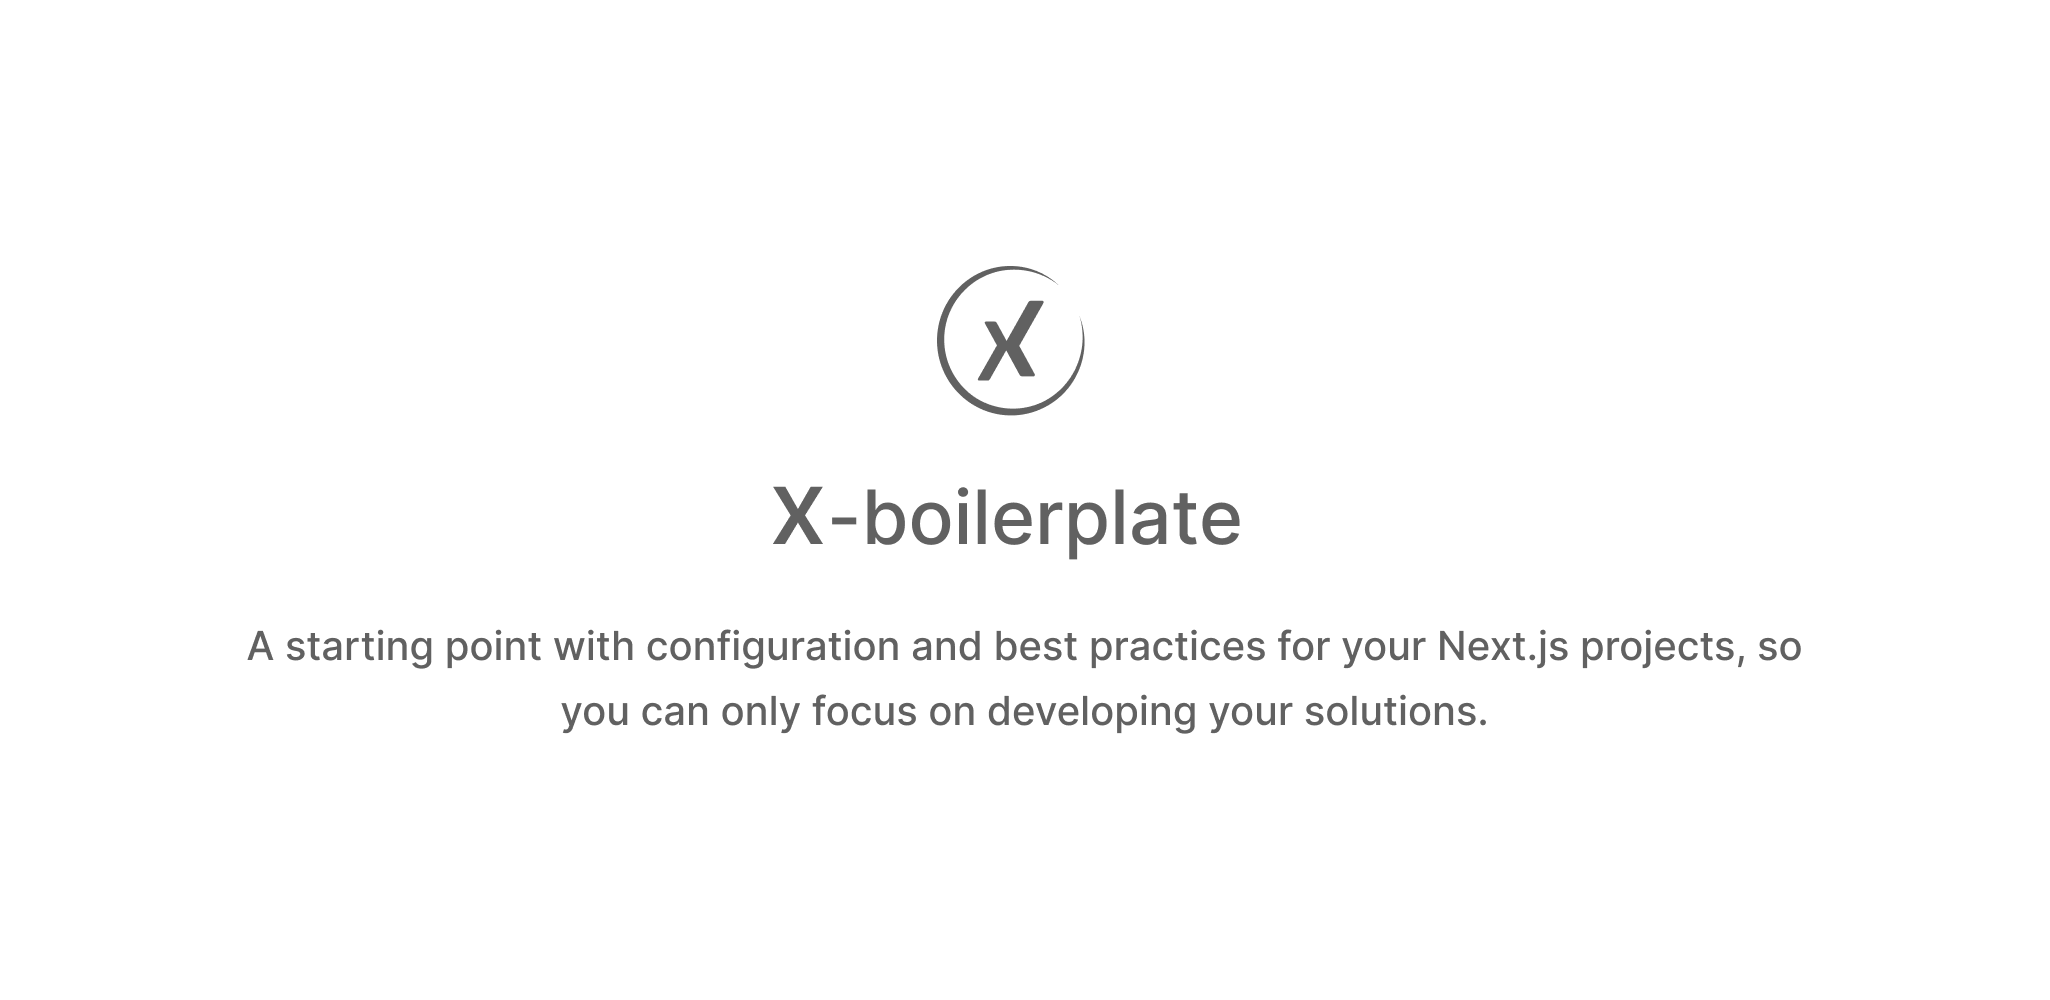 X
X-boilerplate
A starting point with configuration and best practices for your Next.js projects, so
you can only focus on developing your solutions.